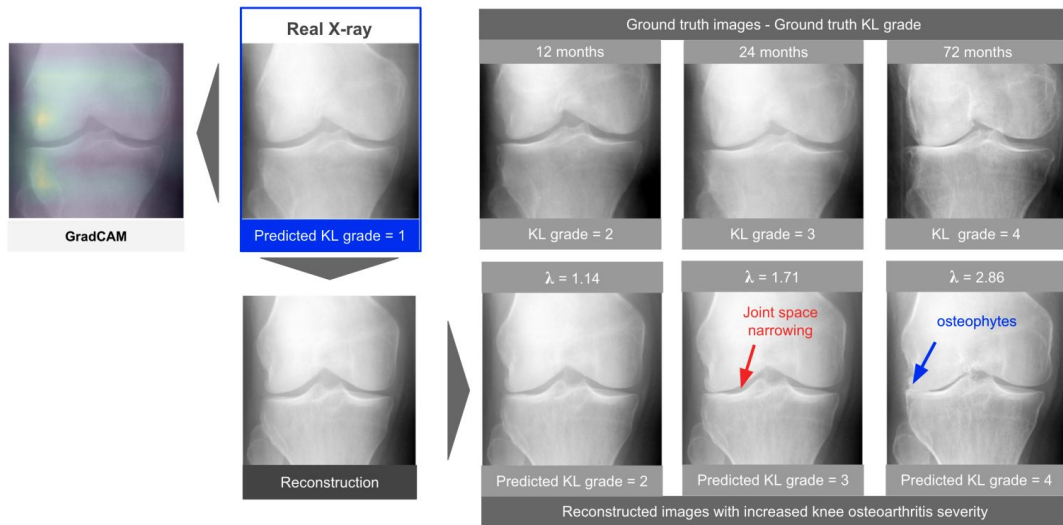 Real X-ray
Ground truth images - Ground truth KL grade
12 months
24 months
72 months
GradCAM
Predicted KL grade = 1
KL grade = 2
KL grade = 3
KL grade = 4
λ = 1.14
λ = 1.71
λ = 2.86
Joint space
narrowing
osteophytes
Reconstruction
Predicted KL grade = 2
Predicted KL grade = 3
Predicted KL grade = 4
Reconstructed images with increased knee osteoarthritis severity